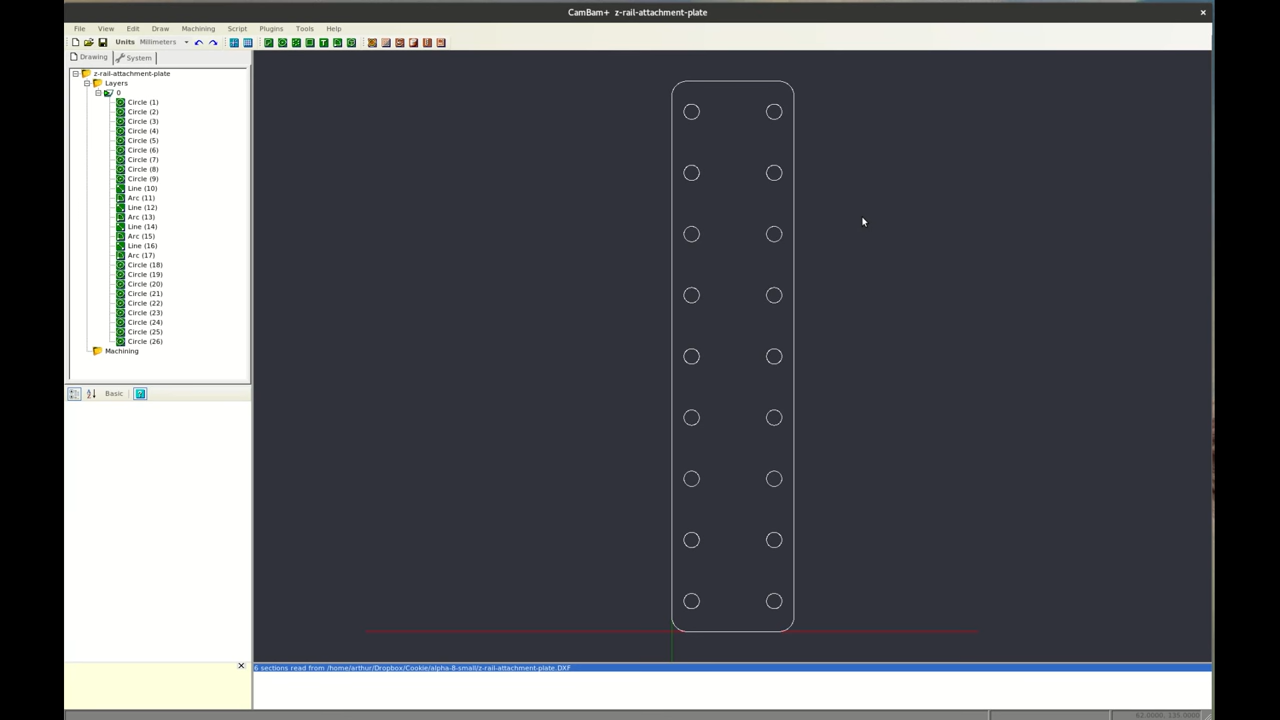 CamBam+ z-rail-attachment-plate
File View Edit Draw Machining Script Plugins Tools Help
Units Millimeters
Drawing System
z-rail-attachment-plate
Layers
0
Circle (1)
Circle (2)
Circle (3)
Circle (4)
Circle (5)
Circle (6)
Circle (7)
Circle (8)
Circle (9)
Line (10)
Arc (11)
Line (12)
Arc (13)
Line (14)
Arc (15)
Line (16)
Arc (17)
Circle (18)
Circle (19)
Circle (20)
Circle (21)
Circle (22)
Circle (23)
Circle (24)
Circle (25)
Circle (26)
Machining
Basic
6 sections read from /home/arthur/Dropbox/Cookie/alpha-8-small/z-rail-attachment-plate.DXF